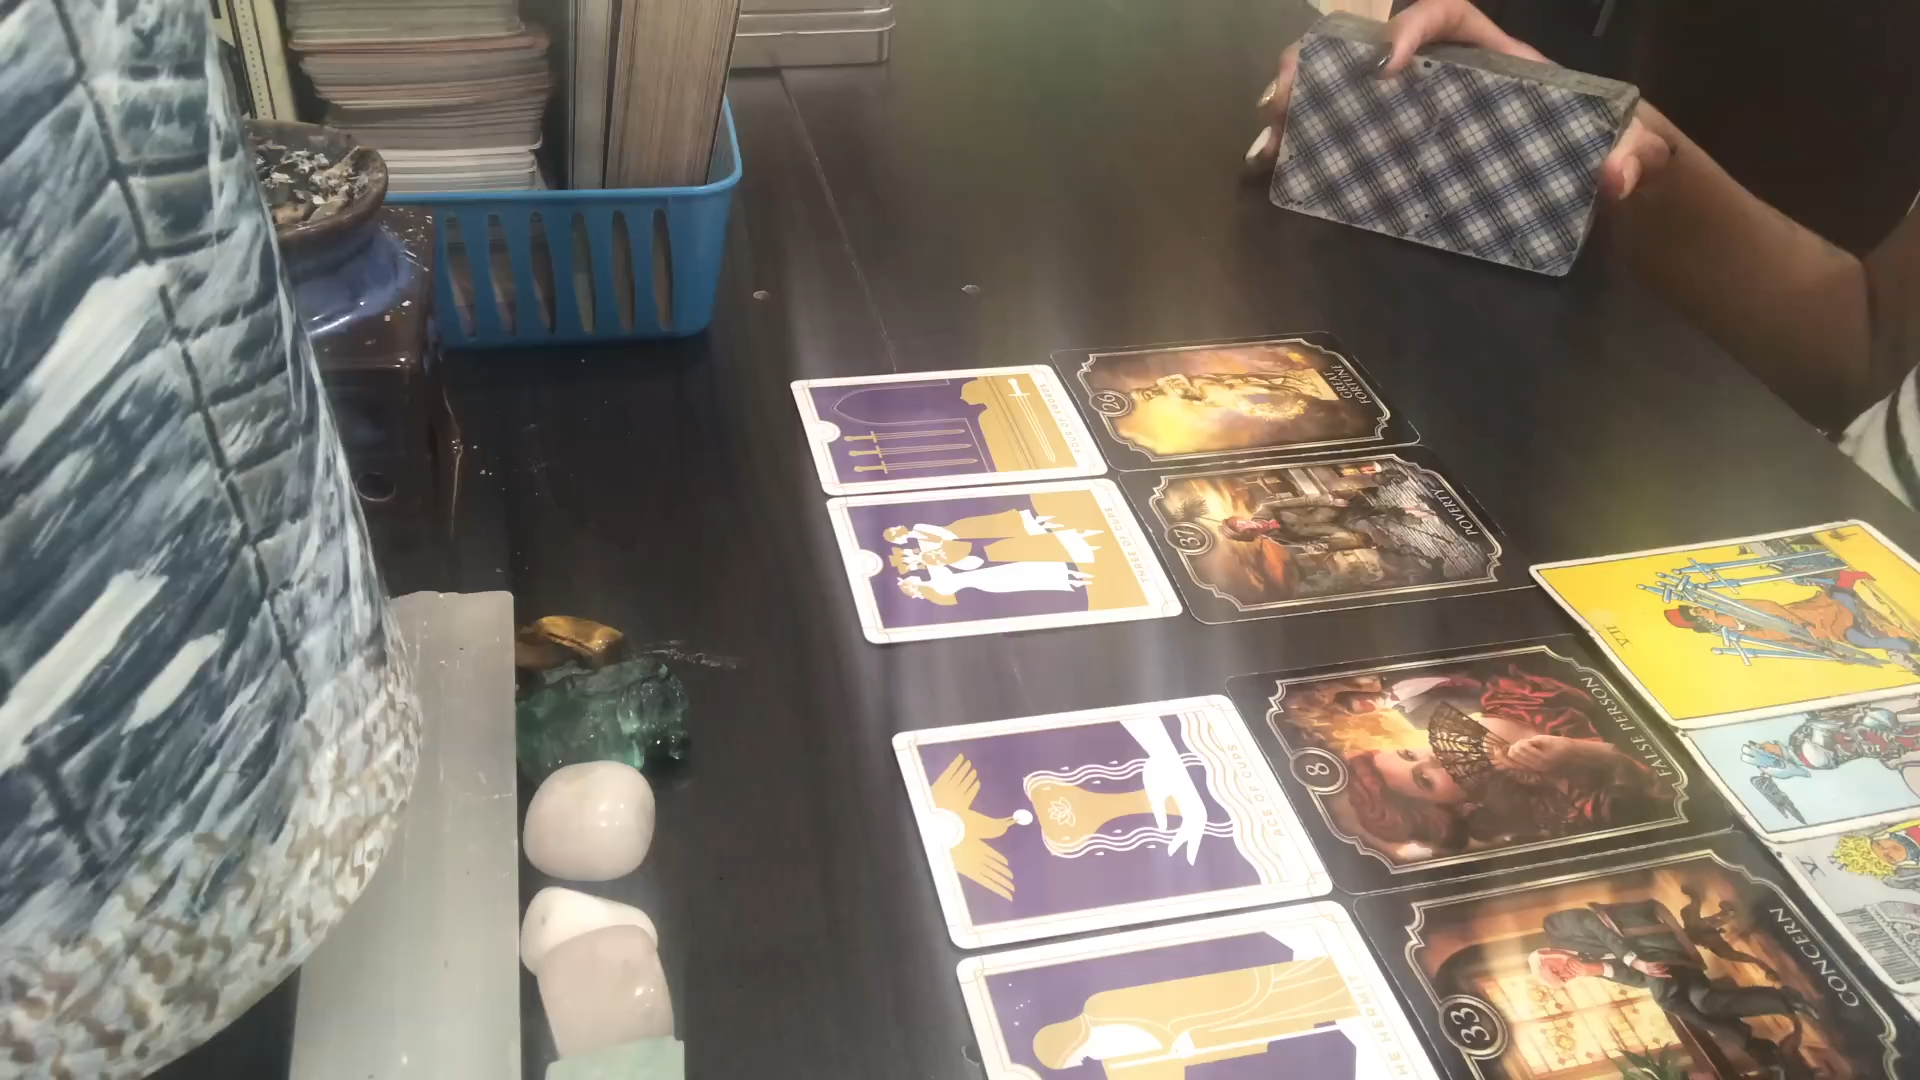 FOUR OF SWORDS
26
GREAT
FORTUNE
THREE OF CUPS
37
POVERTY
VII
ACE OF CUPS
8
FALSE PERSON
V
THE HERMIT
33
CONCERN